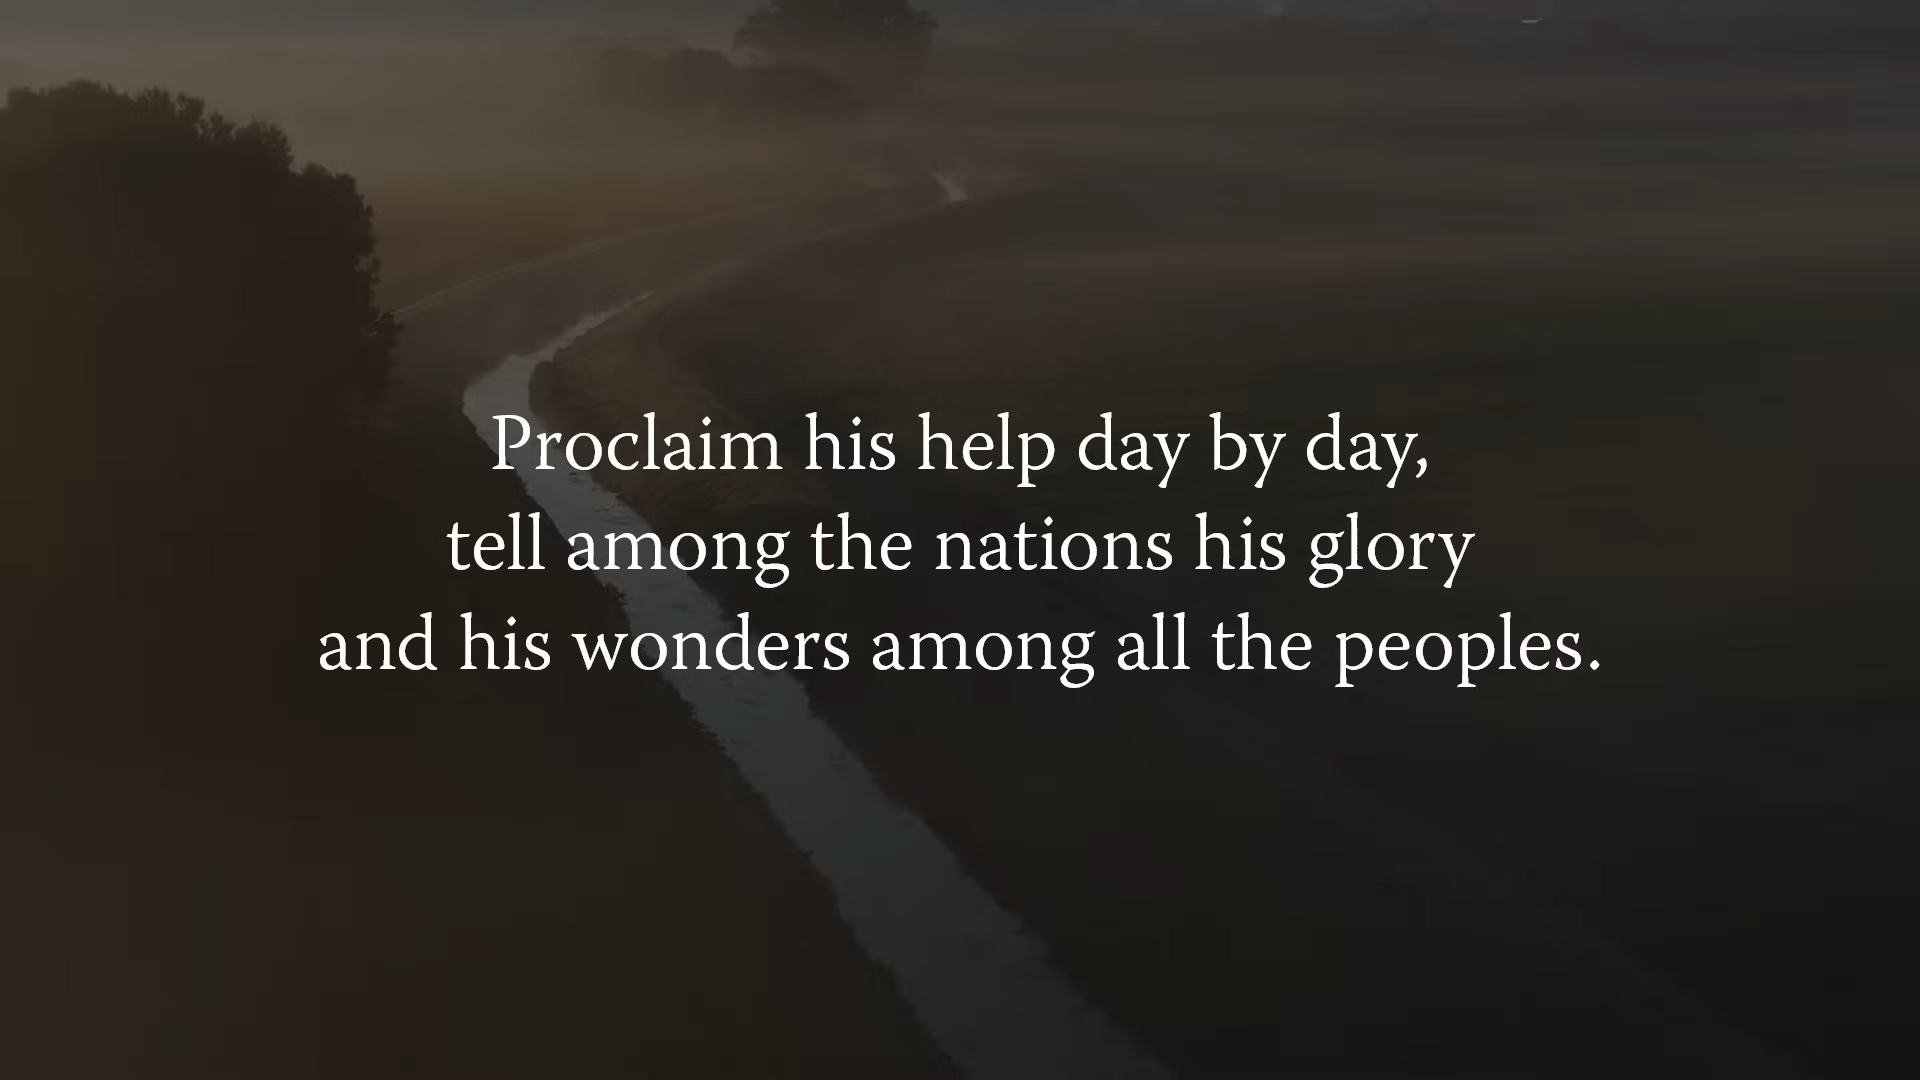 Proclaim his help day by day,
tell among the nations his glory
and his wonders among all the peoples.